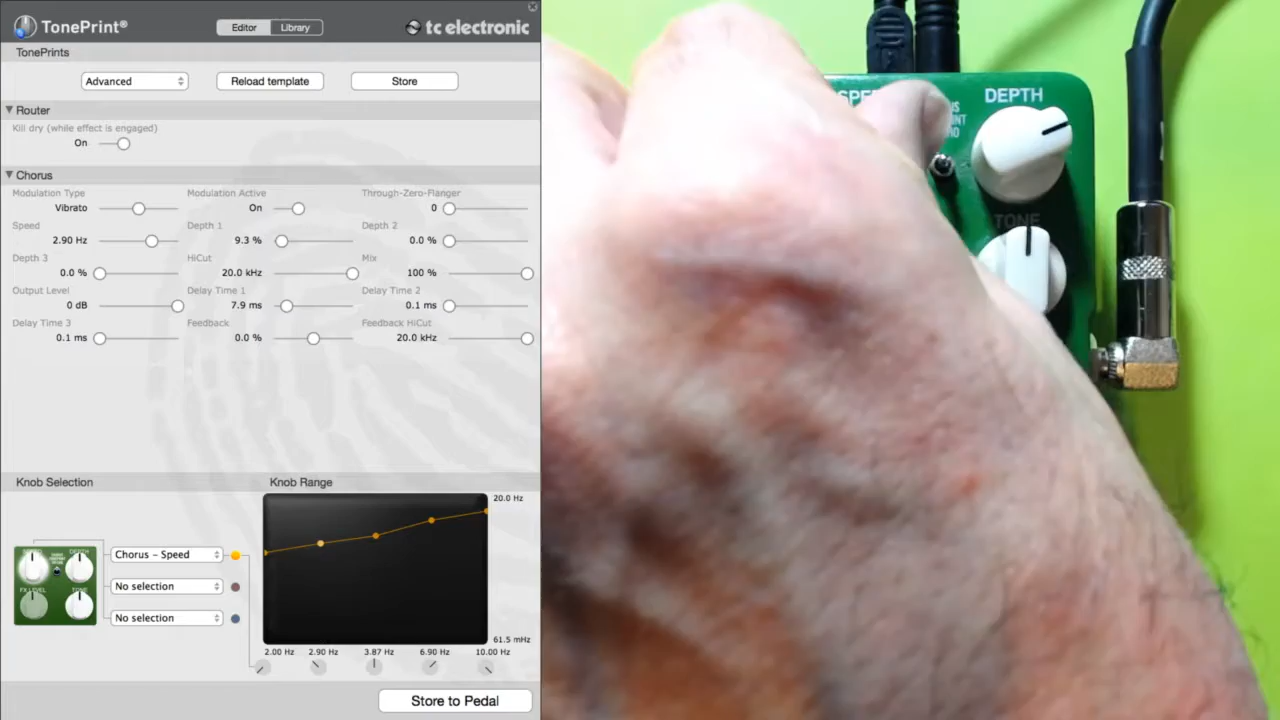 TonePrint®
Editor
Library
tc electronic
TonePrints
Advanced
Reload template
Store
Router
Kill dry (while effect is engaged)
On
Chorus
Modulation Type
Modulation Active
Through-Zero-Flanger
Vibrato
On
0
Speed
Depth 1
Depth 2
2.90 Hz
9.3 %
0.0 %
Depth 3
HiCut
Mix
0.0 %
20.0 kHz
100 %
Output Level
Delay Time 1
Delay Time 2
0 dB
7.9 ms
0.1 ms
Delay Time 3
Feedback
Feedback HiCut
0.1 ms
0.0 %
20.0 kHz
Knob Selection
Knob Range
20.0 Hz
Chorus - Speed
No selection
No selection
61.5 mHz
2.00 Hz
2.90 Hz
3.87 Hz
6.90 Hz
10.00 Hz
Store to Pedal
DEPTH
TONE